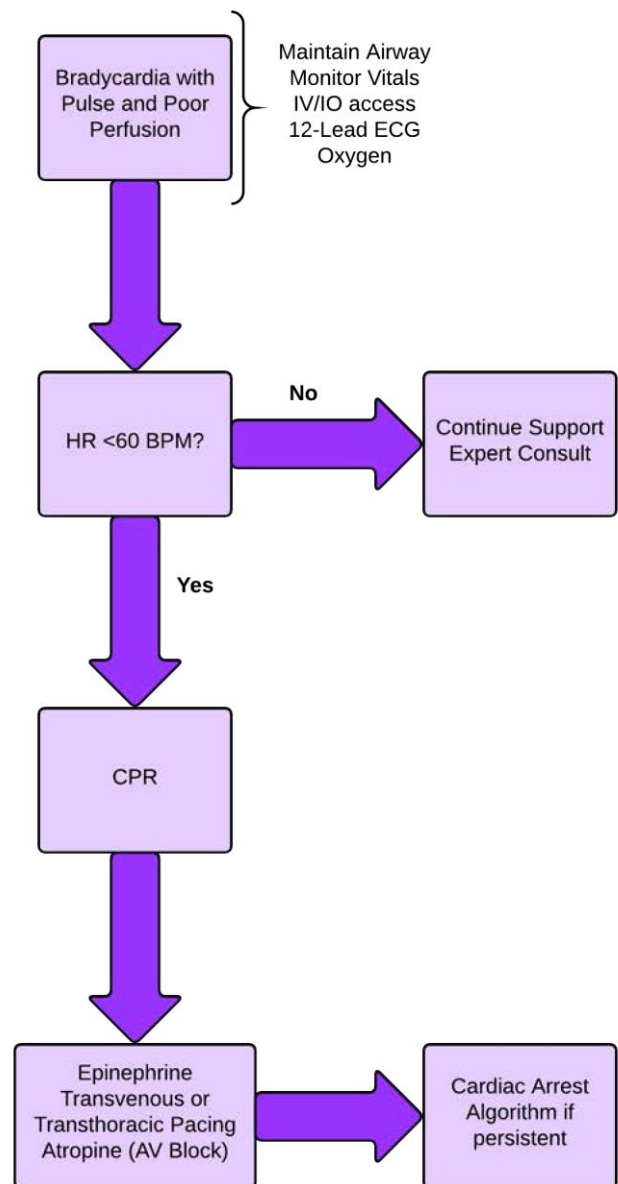 Bradycardia with
Pulse and Poor
Perfusion
Maintain Airway
Monitor Vitals
IV/IO access
12-Lead ECG
Oxygen
HR <60 BPM?
No
Continue Support
Expert Consult
Yes
CPR
Epinephrine
Transvenous or
Transthoracic Pacing
Atropine (AV Block)
Cardiac Arrest
Algorithm if
persistent